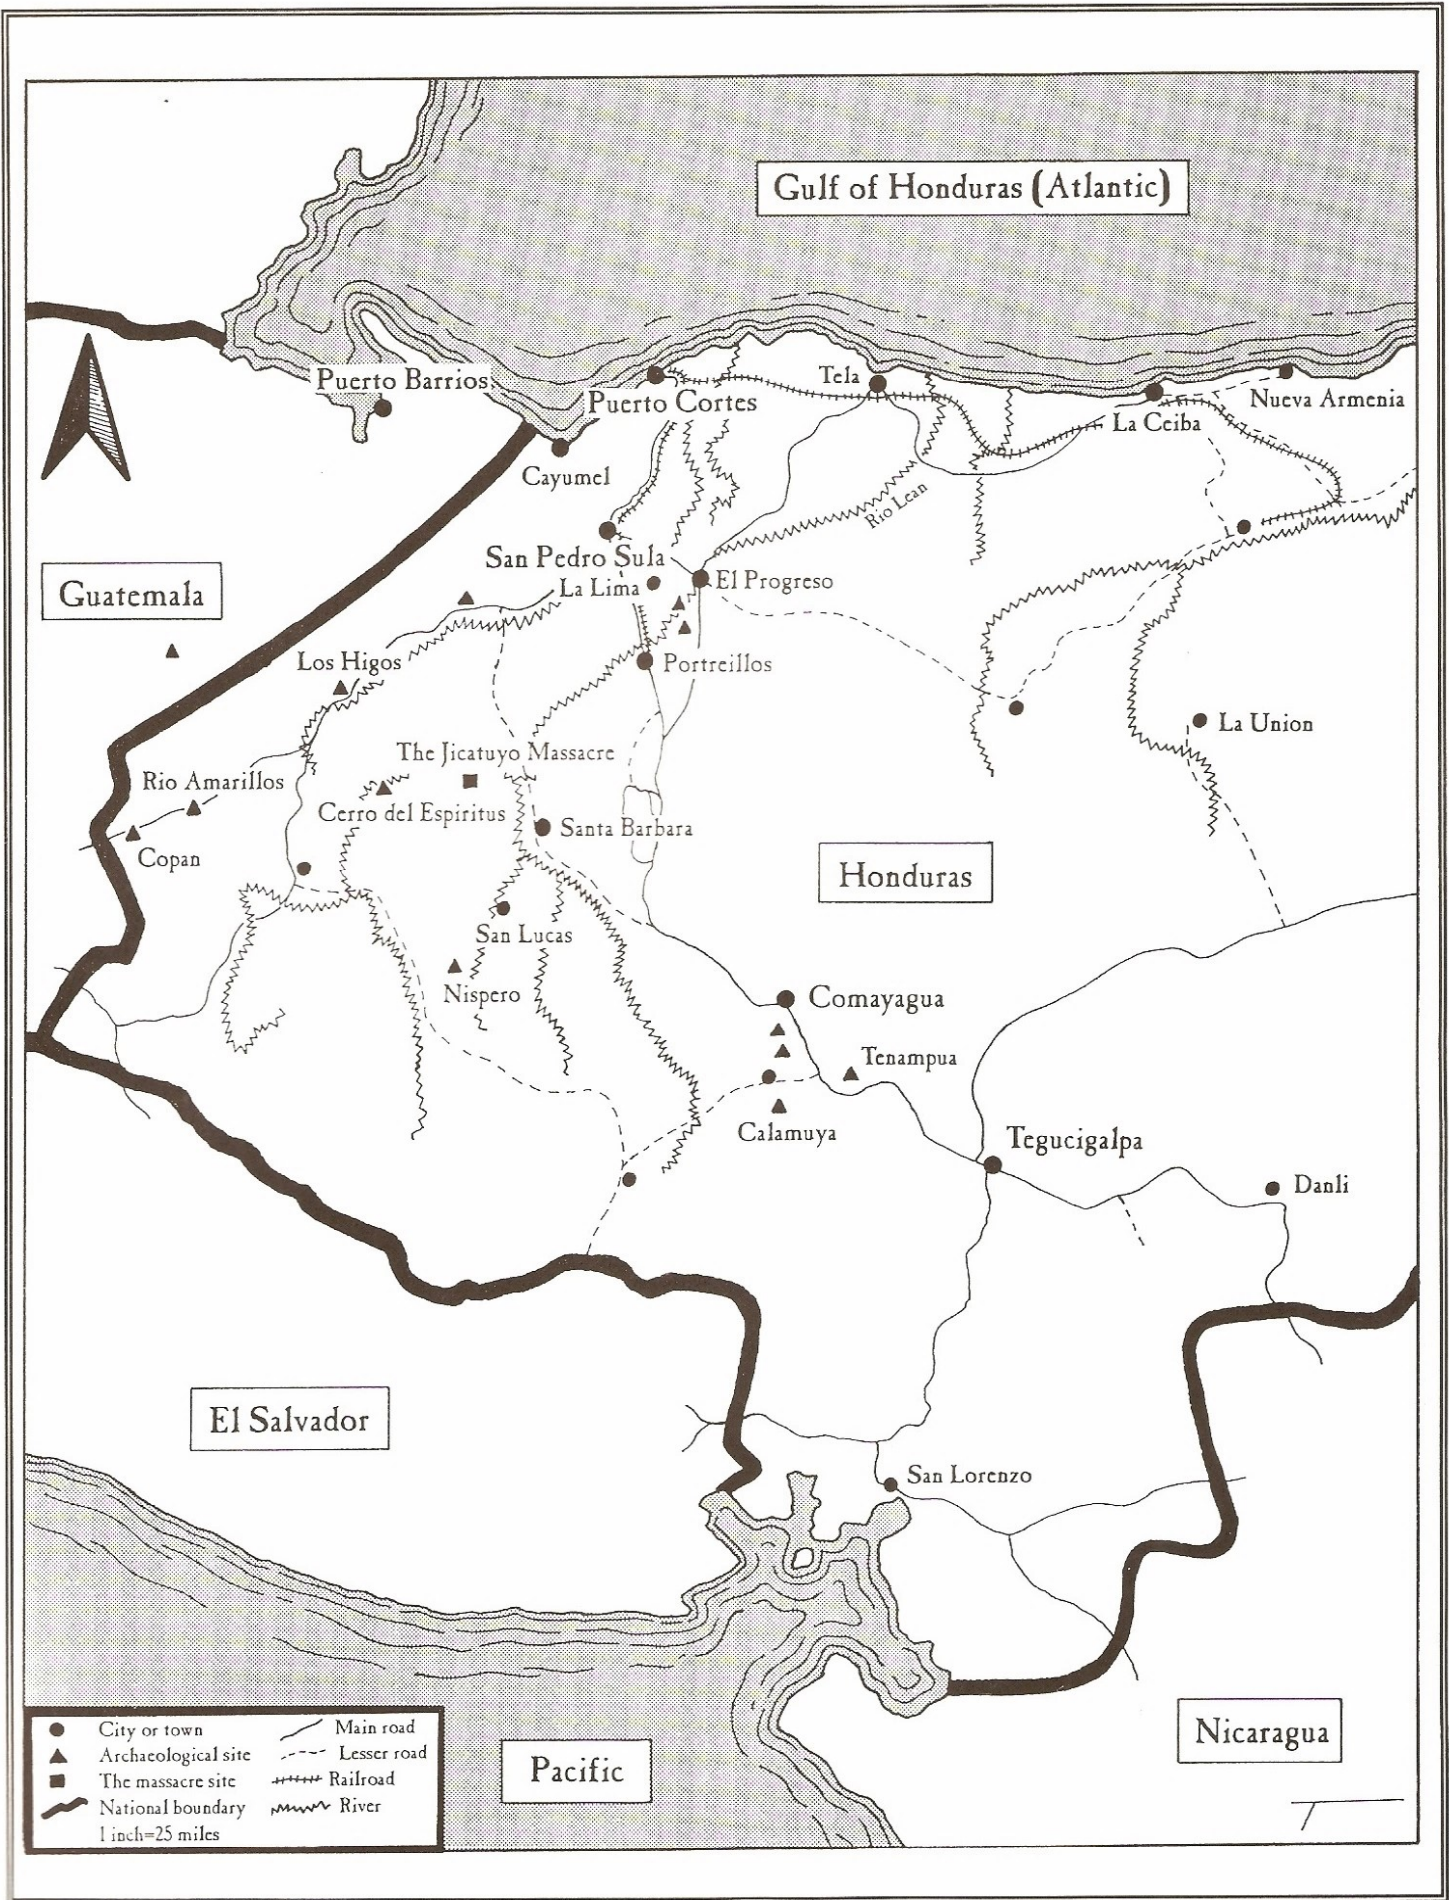 Gulf of Honduras (Atlantic)
Puerto Barrios
Puerto Cortes
Tela
La Ceiba
Nueva Armenia
Cayumel
Rio Lean
San Pedro Sula
La Lima
El Progreso
Guatemala
Los Higos
Portreillos
La Union
The Jicatuyo Massacre
Rio Amarillos
Cerro del Espiritus
Santa Barbara
Copan
Honduras
San Lucas
Nispero
Comayagua
Tenampua
Calamuya
Tegucigalpa
Danli
El Salvador
San Lorenzo
Nicaragua
Pacific
City or town
Archaeological site
The massacre site
National boundary
1 inch=25 miles
Main road
Lesser road
Railroad
River